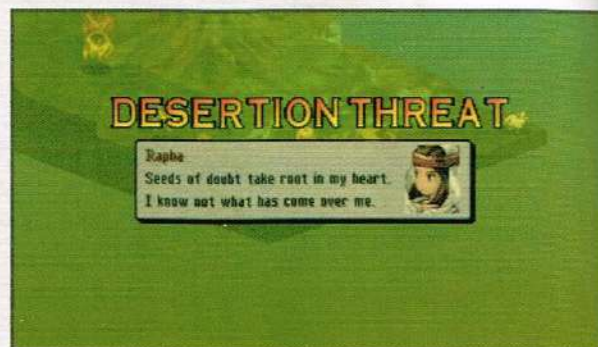 DESERTION THREAT
Rapha
Seeds of doubt take root in my heart.
I know not what has come over me.